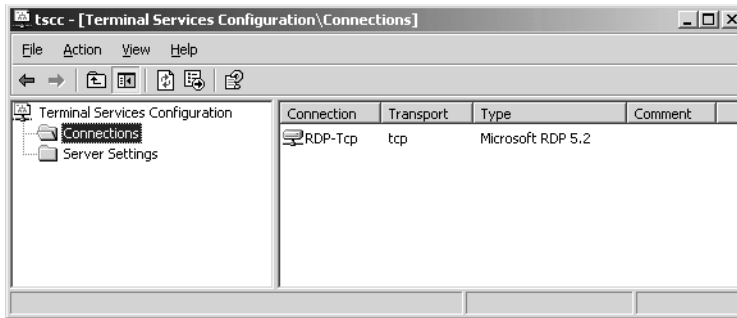 tscc - [Terminal Services Configuration\Connections]
File Action View Help
Terminal Services Configuration
Connections
Server Settings
Connection Transport Type Comment
RDP-Tcp tcp Microsoft RDP 5.2